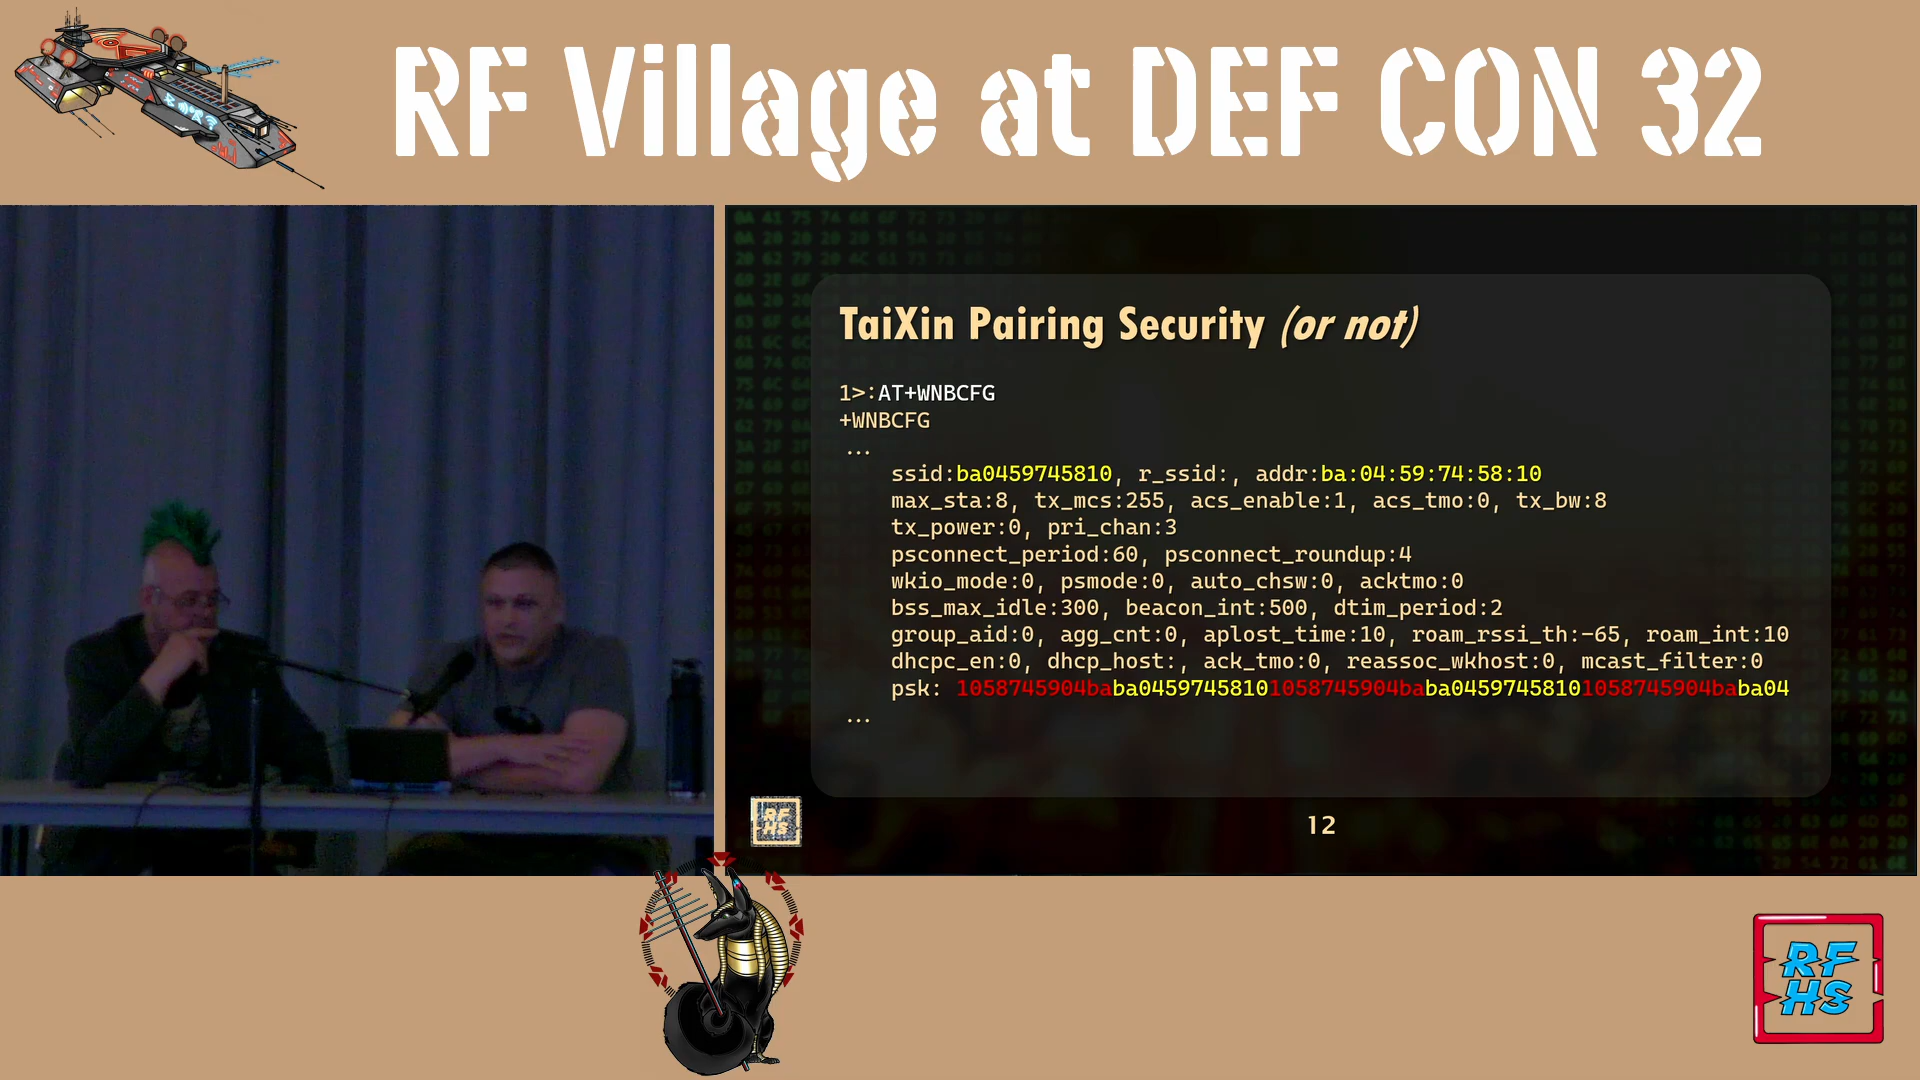 RF Village at DEF CON 32
TaiXin Pairing Security (or not)
1>:AT+WNBCFG
+WNBCFG
...
ssid:ba0459745810, r_ssid:, addr:ba:04:59:74:58:10
max_sta:8, tx_mcs:255, acs_enable:1, acs_tmo:0, tx_bw:8
tx_power:0, pri_chan:3
psconnect_period:60, psconnect_roundup:4
wkio_mode:0, psmode:0, auto_chsw:0, acktmo:0
bss_max_idle:300, beacon_int:500, dtim_period:2
group_aid:0, agg_cnt:0, aplost_time:10, roam_rssi_th:-65, roam_int:10
dhcpc_en:0, dhcp_host:, ack_tmo:0, reassoc_wkhost:0, mcast_filter:0
psk: 1058745904baba04597458101058745904baba04597458101058745904baba04
...
RF
HS
12
RF
HS